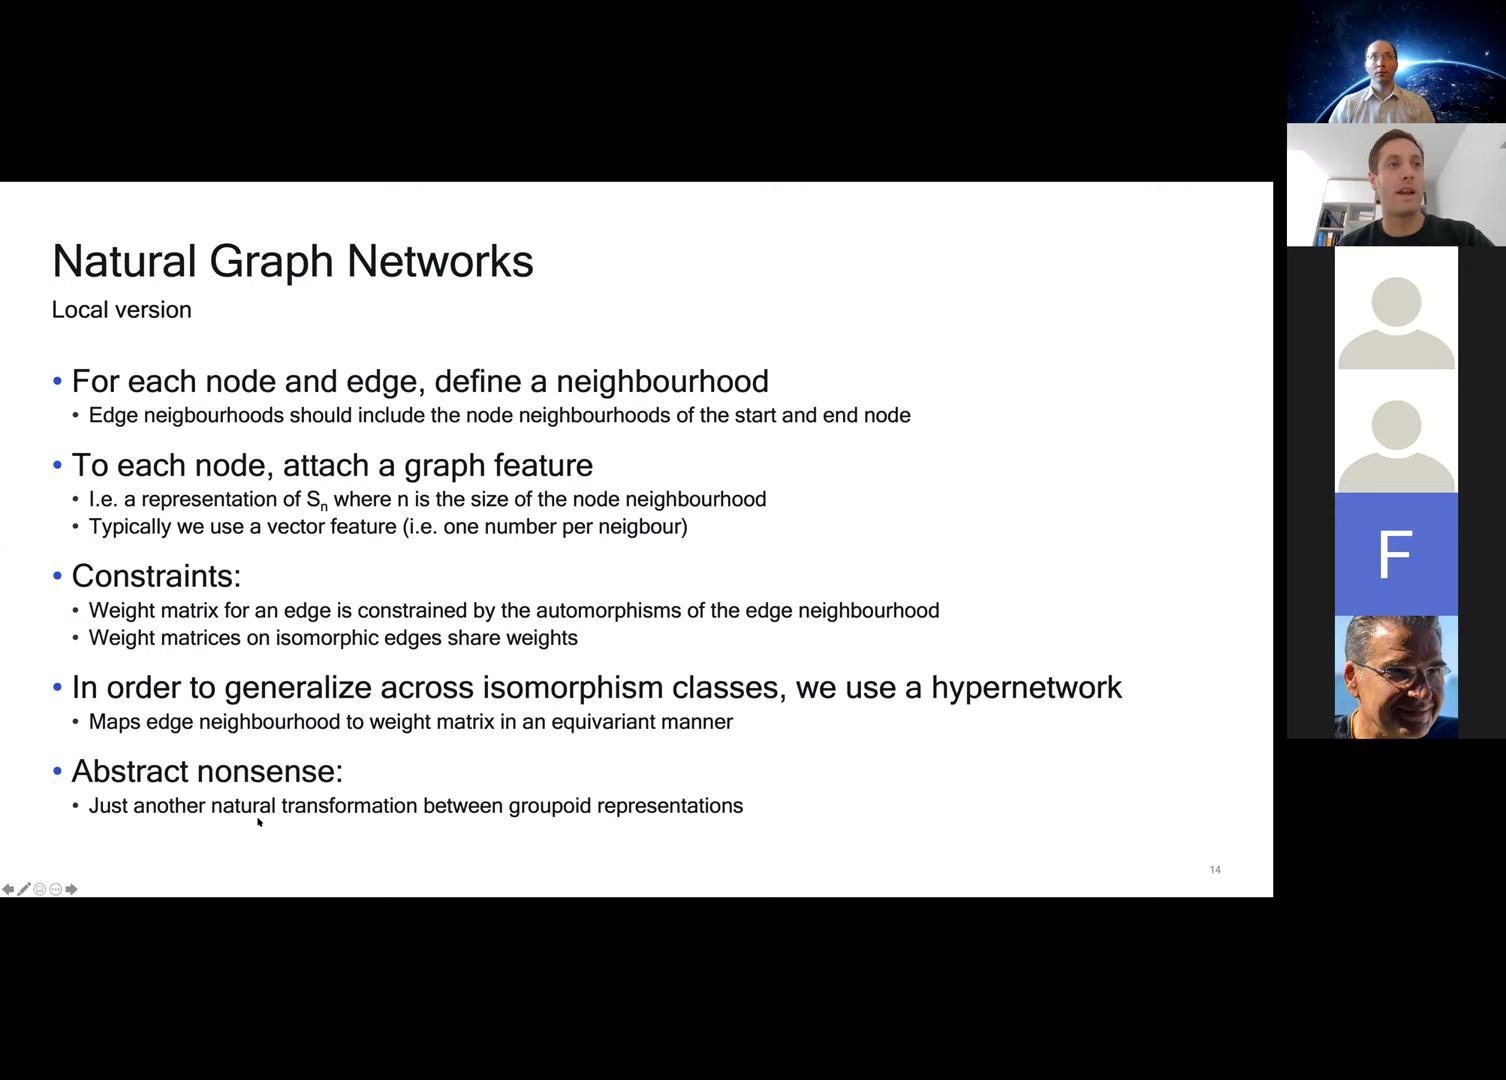 Natural Graph Networks
Local version
• For each node and edge, define a neighbourhood
• Edge neigbourhoods should include the node neighbourhoods of the start and end node
• To each node, attach a graph feature
• I.e. a representation of Sn where n is the size of the node neighbourhood
• Typically we use a vector feature (i.e. one number per neigbour)
• Constraints:
• Weight matrix for an edge is constrained by the automorphisms of the edge neighbourhood
• Weight matrices on isomorphic edges share weights
• In order to generalize across isomorphism classes, we use a hypernetwork
• Maps edge neighbourhood to weight matrix in an equivariant manner
• Abstract nonsense:
• Just another natural transformation between groupoid representations
14
F